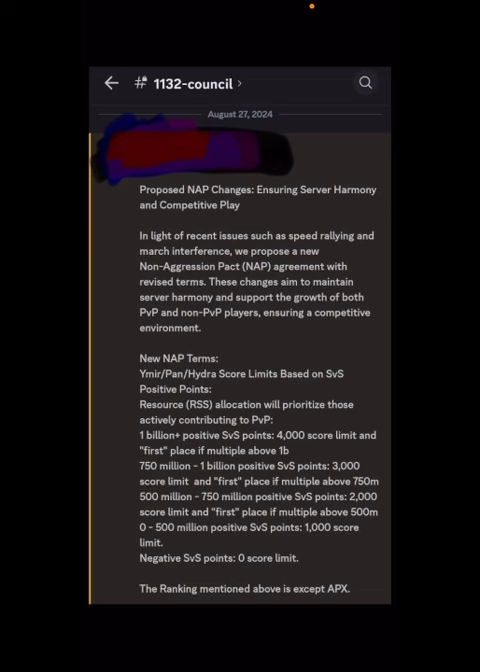 # 1132-council >
August 27, 2024
Proposed NAP Changes: Ensuring Server Harmony
and Competitive Play
In light of recent issues such as speed rallying and
march interference, we propose a new
Non-Aggression Pact (NAP) agreement with
revised terms. These changes aim to maintain
server harmony and support the growth of both
PvP and non-PvP players, ensuring a competitive
environment.
New NAP Terms:
Ymir/Pan/Hydra Score Limits Based on SvS
Positive Points:
Resource (RSS) allocation will prioritize those
actively contributing to PvP:
1 billion+ positive SvS points: 4,000 score limit and
"first" place if multiple above 1b
750 million - 1 billion positive SvS points: 3,000
score limit and "first" place if multiple above 750m
500 million - 750 million positive SvS points: 2,000
score limit and "first" place if multiple above 500m
0 - 500 million positive SvS points: 1,000 score
limit.
Negative SvS points: 0 score limit.
The Ranking mentioned above is except APX.